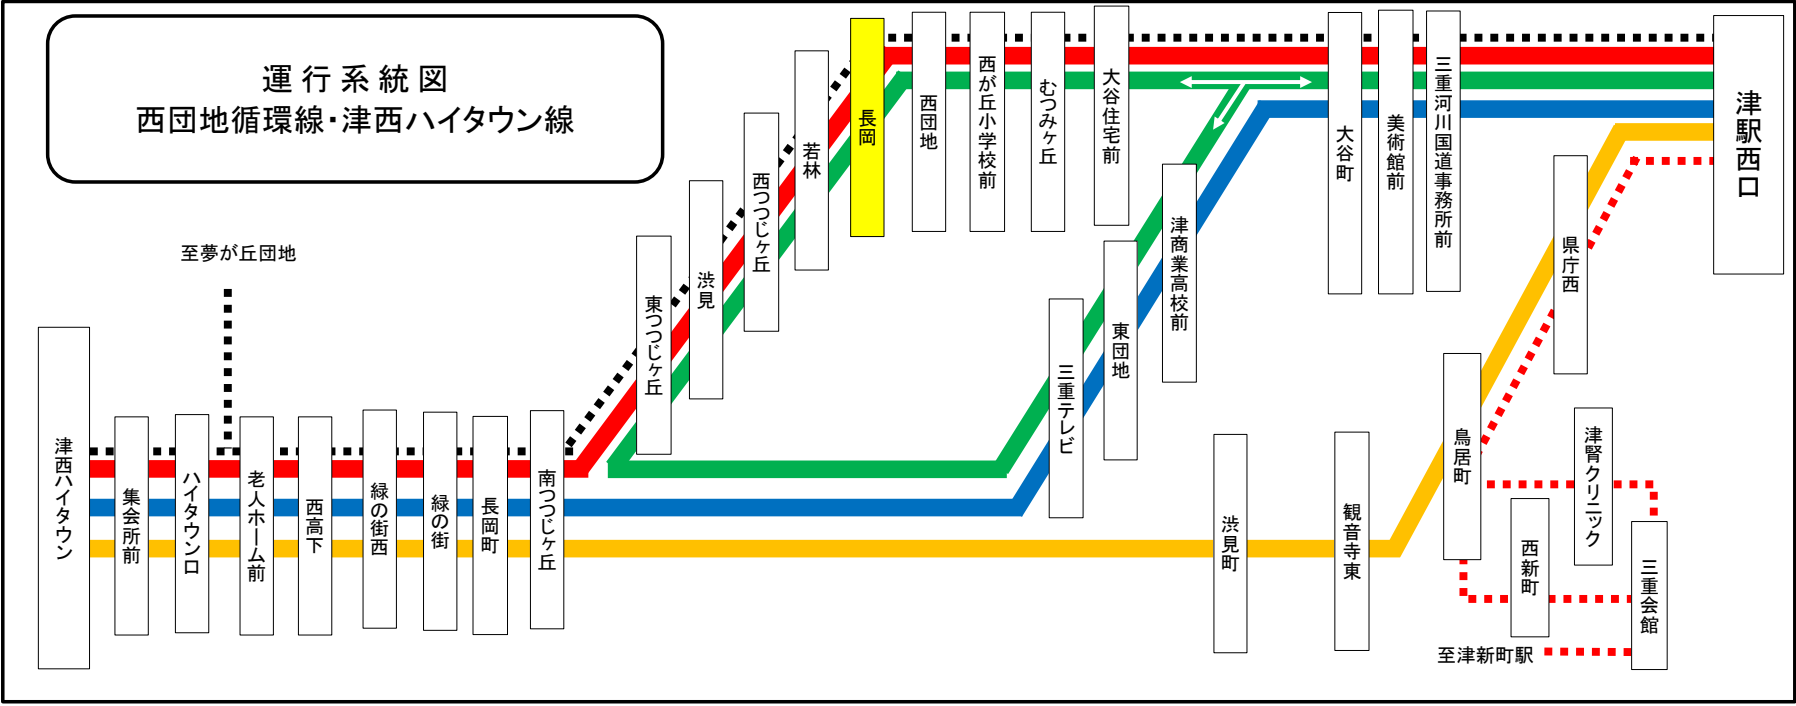 運行系統図
西団地循環線・津西ハイタウン線
至夢が丘団地
津西ハイタウン
集会所前
ハイタウン口
老人ホーム前
西高下
緑の街西
緑の街
長岡町
南つつじヶ丘
東つつじヶ丘
渋見
西つつじヶ丘
若林
長岡
西団地
西が丘小学校前
むつみヶ丘
大谷住宅前
三重テレビ
東団地
津商業高校前
大谷町
美術館前
三重河川国道事務所前
津駅西口
渋見町
観音寺東
鳥居町
県庁西
津腎クリニック
西新町
三重会館
至津新町駅